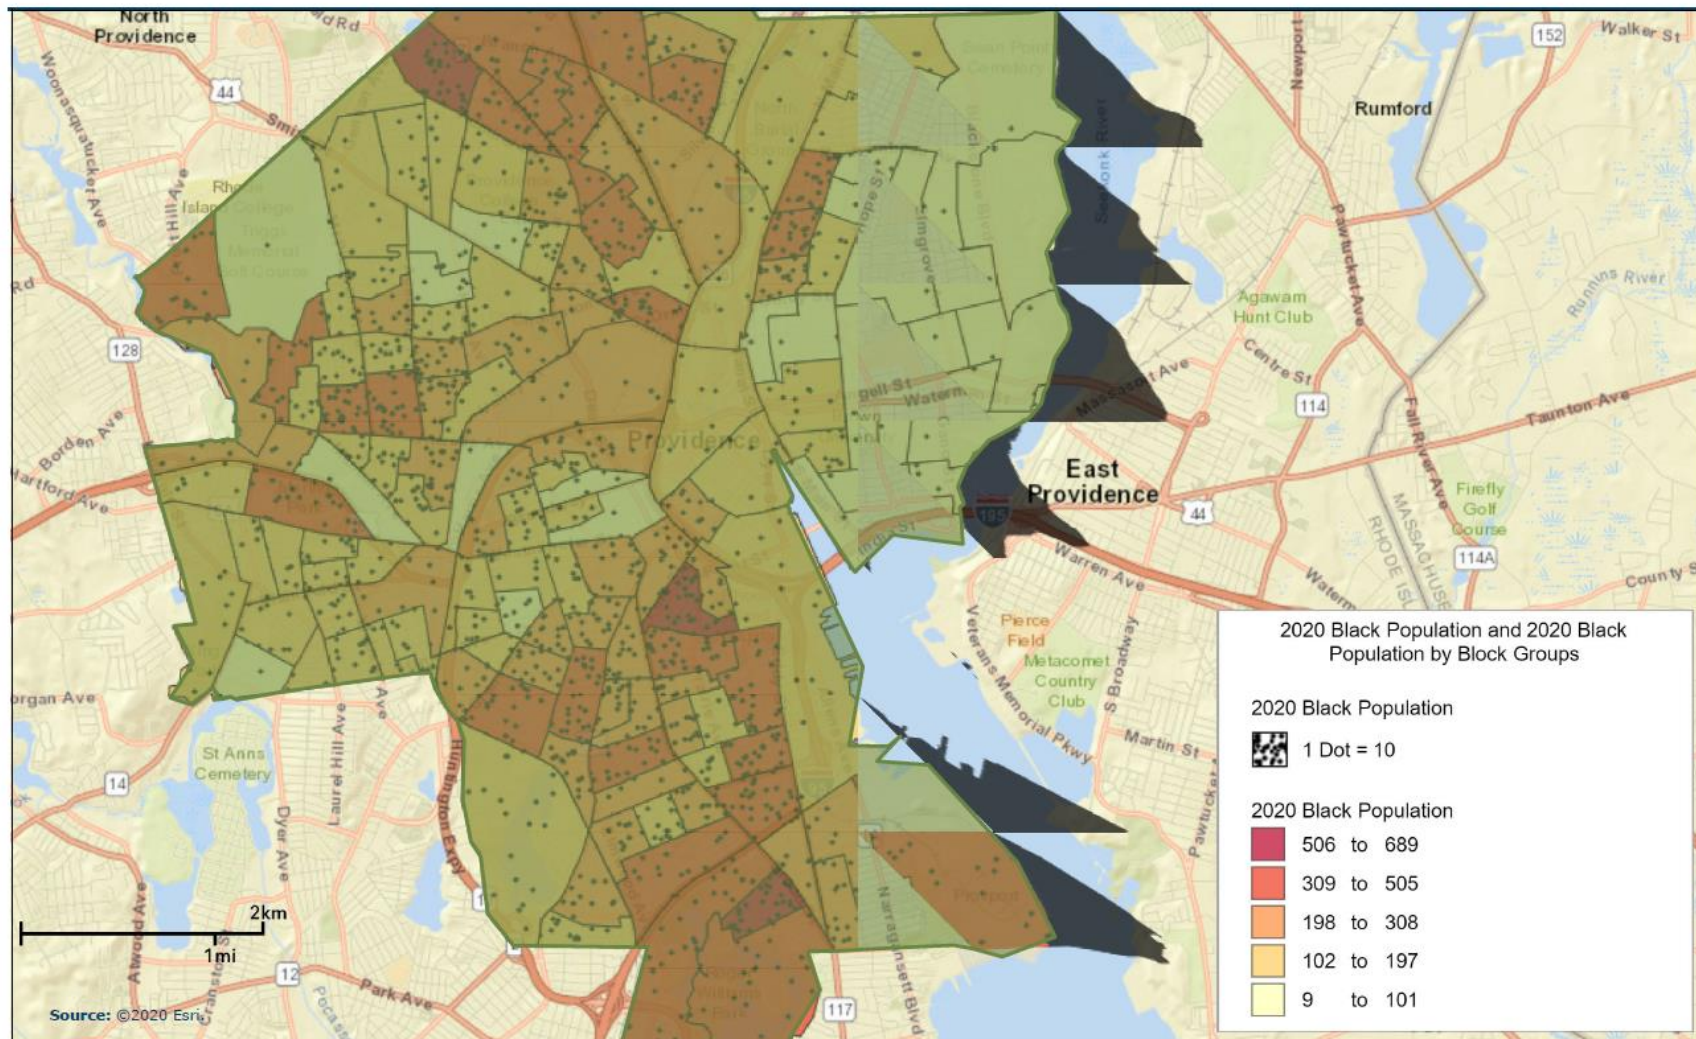 North
Providence
152
Walker St
Newport
44
Rumford
Woonasquatucket Ave
Seekonk River
Rhode
Island College
Triggs
Memorial
Golf Course
Hope St
Elmgrove
Pawtucket Ave
Runnins River
Rd
Agawam
Hunt Club
128
Centre St
Massasoit Ave
114
Taunton Ave
Angell St
Waterm
Borden Ave
Providence
Fall River Ave
Hartford Ave
East
Providence
195
44
Firefly
Golf
Course
MASSACHUSE
RHODE ISL
114A
India St
Warren Ave
Waterm
County S
Pierce
Field
Veterans Memorial Pkwy
Metacomet
Country
Club
S Broadway
organ Ave
Laurel Hill Ave
Ave
St Anns
Cemetery
Martin St
14
Dyer Ave
Huntington Expy
Pawtucket A
Atwood Ave
Cranston St
Narragansett Blvd
12
Park Ave
117
2km
1mi
Source: ©2020 Esri.
2020 Black Population and 2020 Black
Population by Block Groups
2020 Black Population
1 Dot = 10
2020 Black Population
506 to 689
309 to 505
198 to 308
102 to 197
9 to 101